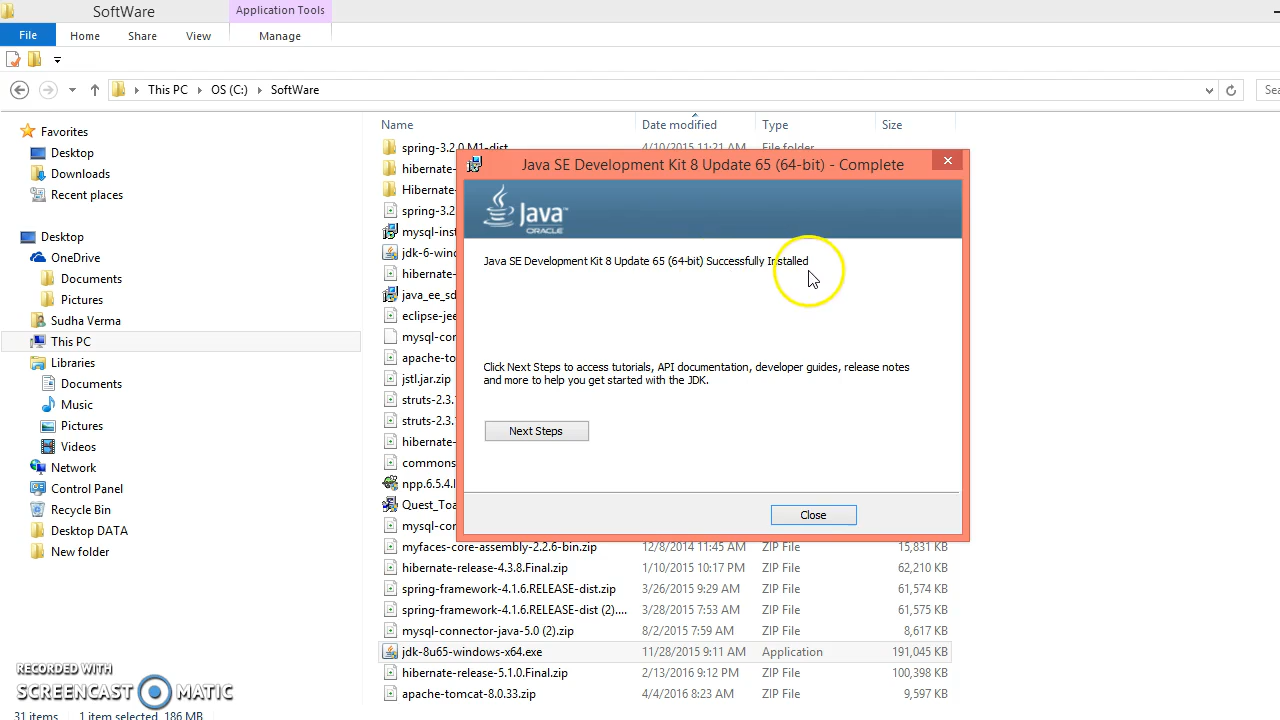 SoftWare
Application Tools
File
Home
Share
View
Manage
This PC
OS (C:)
SoftWare
Sea
Favorites
Desktop
Downloads
Recent places
Desktop
OneDrive
Documents
Pictures
Sudha Verma
This PC
Libraries
Documents
Music
Pictures
Videos
Network
Control Panel
Recycle Bin
Desktop DATA
New folder
Name
Date modified
Type
Size
spring-3.2.0.M1-dist
4/10/2015 11:21 AM
File folder
hibernate-
Hibernate-
spring-3.2
mysql-inst
jdk-6-wind
hibernate-
java_ee_sd
eclipse-jee
mysql-con
apache-to
jstl.jar.zip
struts-2.3.
struts-2.3.
hibernate-
commons
npp.6.5.4.I
Quest_Toa
mysql-co
myfaces-core-assembly-2.2.6-bin.zip
12/8/2014 11:45 AM
ZIP File
15,831 KB
hibernate-release-4.3.8.Final.zip
1/10/2015 10:17 PM
ZIP File
62,210 KB
spring-framework-4.1.6.RELEASE-dist.zip
3/26/2015 9:29 AM
ZIP File
61,574 KB
spring-framework-4.1.6.RELEASE-dist (2)....
3/28/2015 7:53 AM
ZIP File
61,575 KB
mysql-connector-java-5.0 (2).zip
8/2/2015 7:59 AM
ZIP File
8,617 KB
jdk-8u65-windows-x64.exe
11/28/2015 9:11 AM
Application
191,045 KB
hibernate-release-5.1.0.Final.zip
2/13/2016 9:12 PM
ZIP File
100,398 KB
apache-tomcat-8.0.33.zip
4/4/2016 8:23 AM
ZIP File
9,597 KB
Java SE Development Kit 8 Update 65 (64-bit) - Complete
Java
ORACLE
Java SE Development Kit 8 Update 65 (64-bit) Successfully Installed
Click Next Steps to access tutorials, API documentation, developer guides, release notes
and more to help you get started with the JDK.
Next Steps
Close
RECORDED WITH
SCREENCAST MATIC
31 items
1 item selected 186 MB